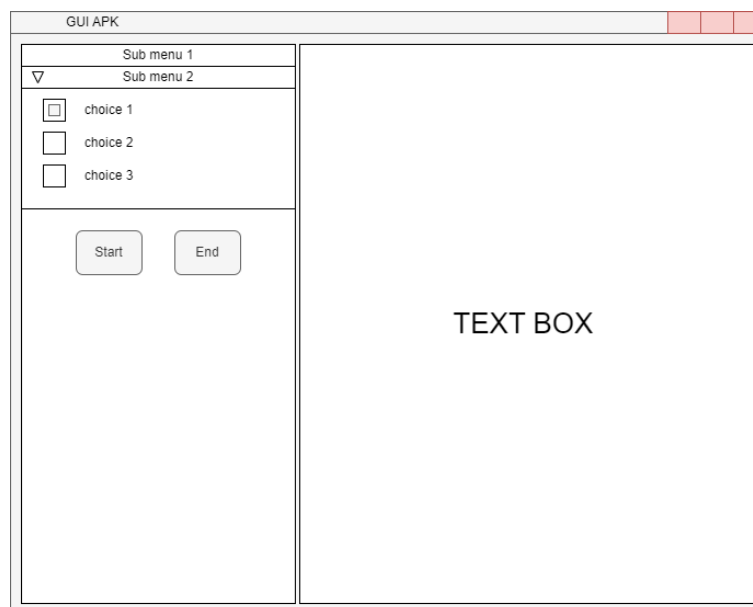 GUI APK
Sub menu 1
Sub menu 2
choice 1
choice 2
choice 3
Start End
TEXT BOX